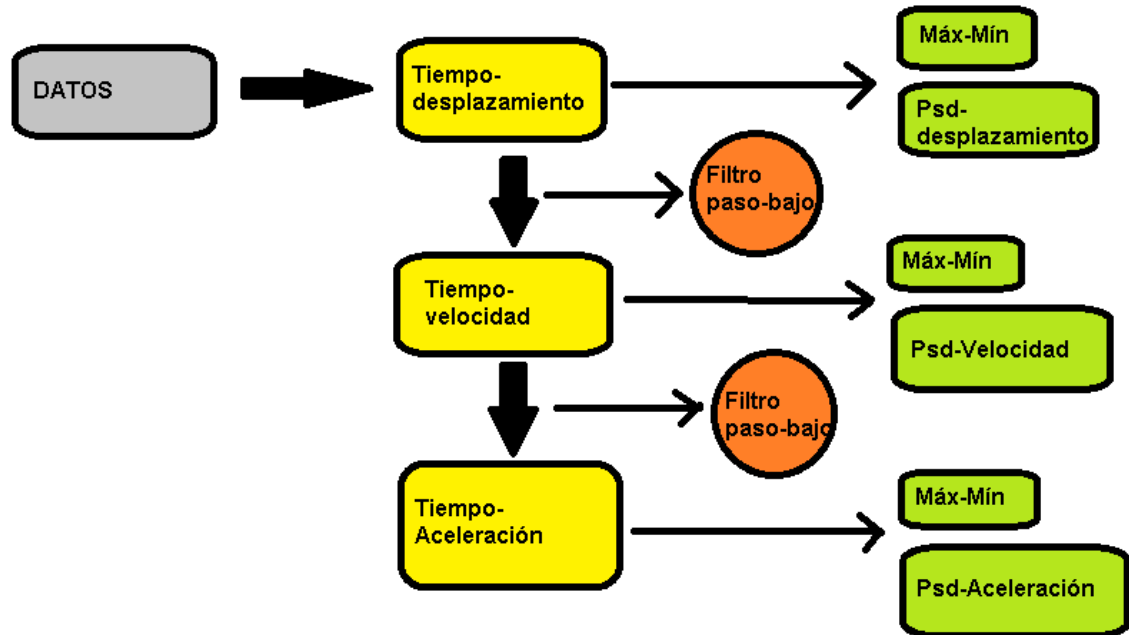 DATOS
Tiempo-
desplazamiento
Máx-Mín
Psd-
desplazamiento
Filtro
paso-bajo
Tiempo-
velocidad
Máx-Mín
Psd-Velocidad
Filtro
paso-bajo
Tiempo-
Aceleración
Máx-Mín
Psd-Aceleración